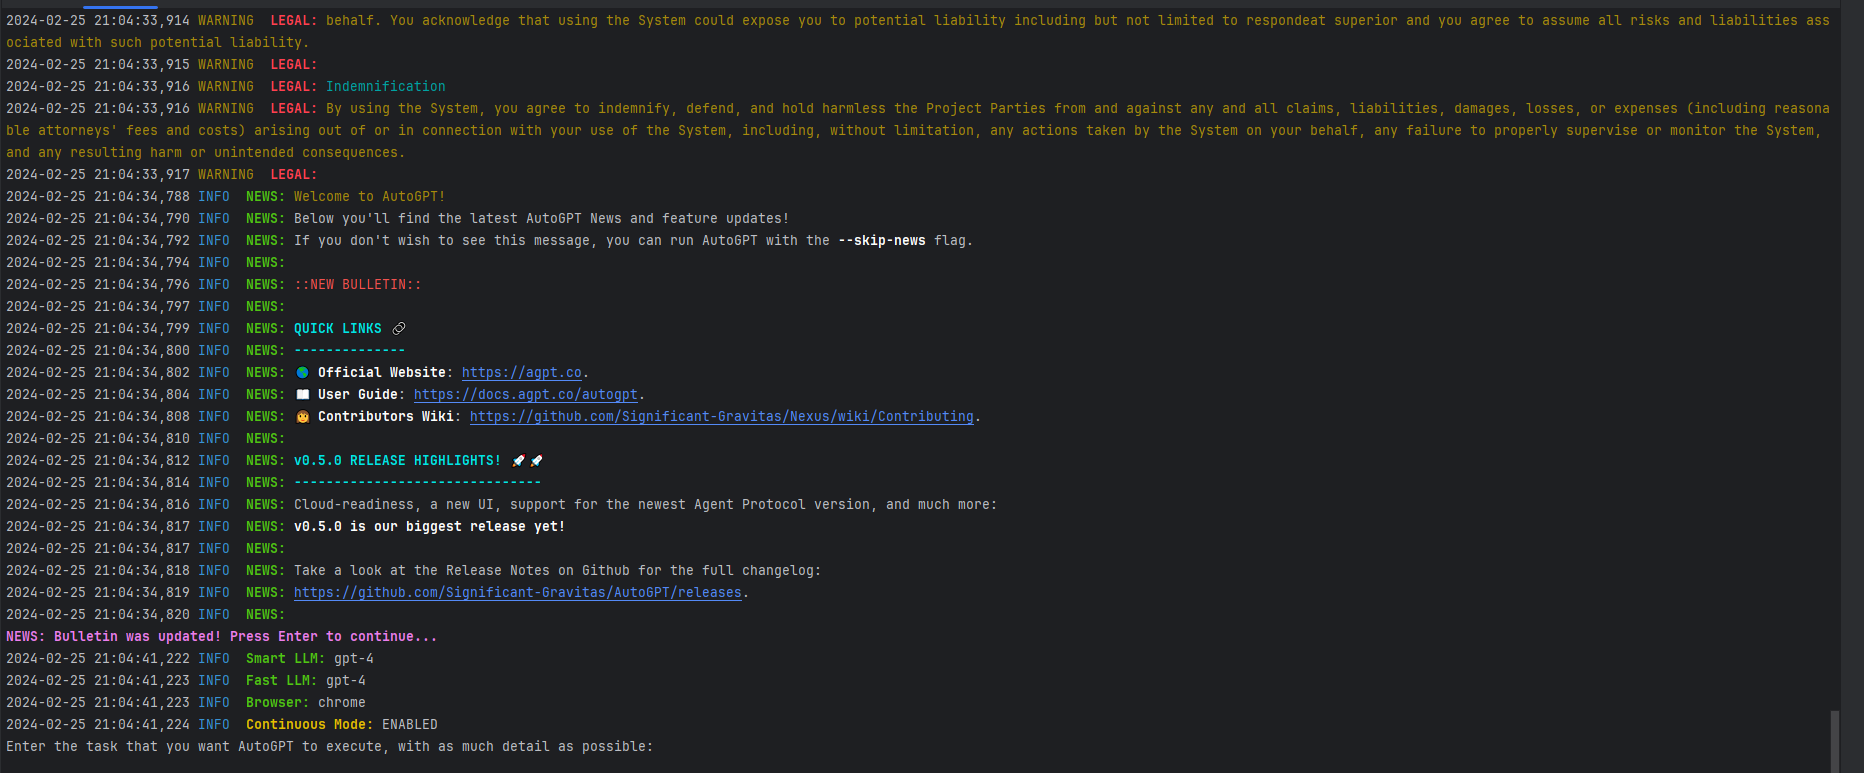 2024-02-25 21:04:33,914 WARNING  LEGAL: behalf. You acknowledge that using the System could expose you to potential liability including but not limited to respondeat superior and you agree to assume all risks and liabilities ass
ociated with such potential liability.
2024-02-25 21:04:33,915 WARNING  LEGAL:
2024-02-25 21:04:33,916 WARNING  LEGAL: Indemnification
2024-02-25 21:04:33,916 WARNING  LEGAL: By using the System, you agree to indemnify, defend, and hold harmless the Project Parties from and against any and all claims, liabilities, damages, losses, or expenses (including reasona
ble attorneys' fees and costs) arising out of or in connection with your use of the System, including, without limitation, any actions taken by the System on your behalf, any failure to properly supervise or monitor the System,
and any resulting harm or unintended consequences.
2024-02-25 21:04:33,917 WARNING  LEGAL:
2024-02-25 21:04:34,788 INFO  NEWS: Welcome to AutoGPT!
2024-02-25 21:04:34,790 INFO  NEWS: Below you'll find the latest AutoGPT News and feature updates!
2024-02-25 21:04:34,792 INFO  NEWS: If you don't wish to see this message, you can run AutoGPT with the --skip-news flag.
2024-02-25 21:04:34,794 INFO  NEWS:
2024-02-25 21:04:34,796 INFO  NEWS: ::NEW BULLETIN::
2024-02-25 21:04:34,797 INFO  NEWS:
2024-02-25 21:04:34,799 INFO  NEWS: QUICK LINKS 🔗
2024-02-25 21:04:34,800 INFO  NEWS: --------------
2024-02-25 21:04:34,802 INFO  NEWS: 🌎 Official Website: https://agpt.co.
2024-02-25 21:04:34,804 INFO  NEWS: 📖 User Guide: https://docs.agpt.co/autogpt.
2024-02-25 21:04:34,808 INFO  NEWS: 👩 Contributors Wiki: https://github.com/Significant-Gravitas/Nexus/wiki/Contributing.
2024-02-25 21:04:34,810 INFO  NEWS:
2024-02-25 21:04:34,812 INFO  NEWS: v0.5.0 RELEASE HIGHLIGHTS! 🚀🚀
2024-02-25 21:04:34,814 INFO  NEWS: -------------------------------
2024-02-25 21:04:34,816 INFO  NEWS: Cloud-readiness, a new UI, support for the newest Agent Protocol version, and much more:
2024-02-25 21:04:34,817 INFO  NEWS: v0.5.0 is our biggest release yet!
2024-02-25 21:04:34,817 INFO  NEWS:
2024-02-25 21:04:34,818 INFO  NEWS: Take a look at the Release Notes on Github for the full changelog:
2024-02-25 21:04:34,819 INFO  NEWS: https://github.com/Significant-Gravitas/AutoGPT/releases.
2024-02-25 21:04:34,820 INFO  NEWS:
NEWS: Bulletin was updated! Press Enter to continue...
2024-02-25 21:04:41,222 INFO  Smart LLM: gpt-4
2024-02-25 21:04:41,223 INFO  Fast LLM: gpt-4
2024-02-25 21:04:41,223 INFO  Browser: chrome
2024-02-25 21:04:41,224 INFO  Continuous Mode: ENABLED
Enter the task that you want AutoGPT to execute, with as much detail as possible: